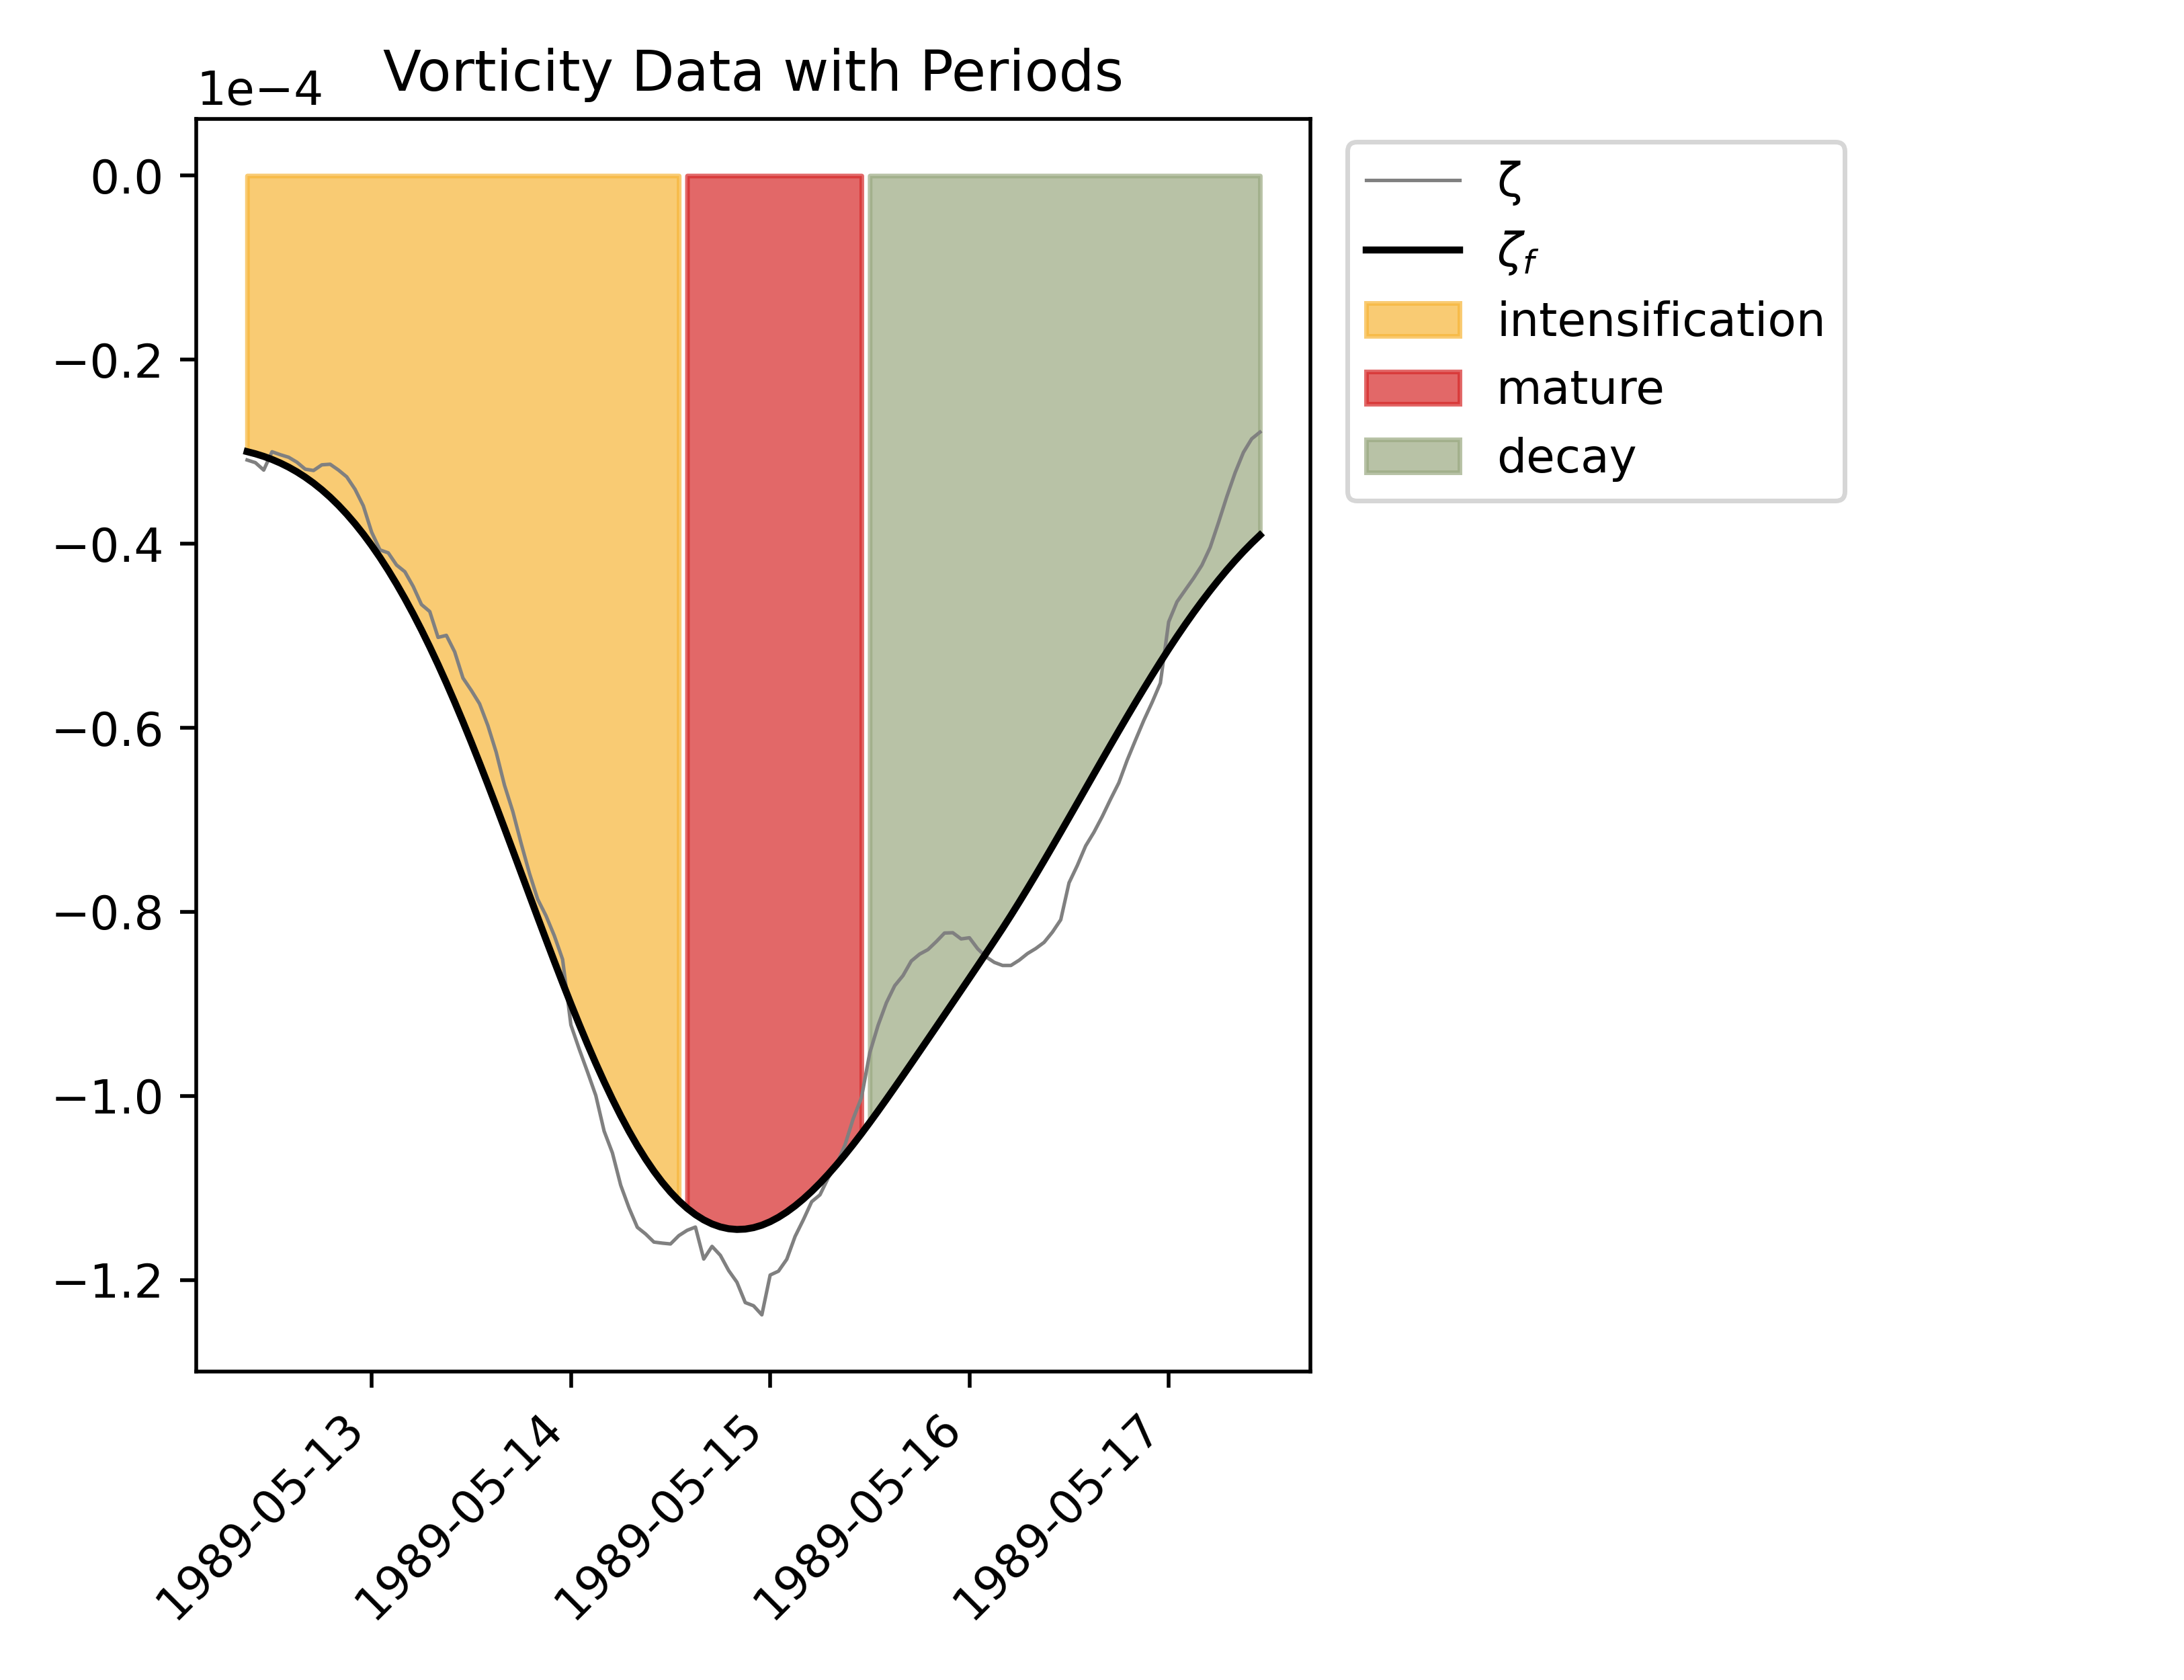 Vorticity Data with Periods
1e−4
0.0
−0.2
−0.4
−0.6
−0.8
−1.0
−1.2
1989-05-13
1989-05-14
1989-05-15
1989-05-16
1989-05-17
ζ
ζf
intensification
mature
decay